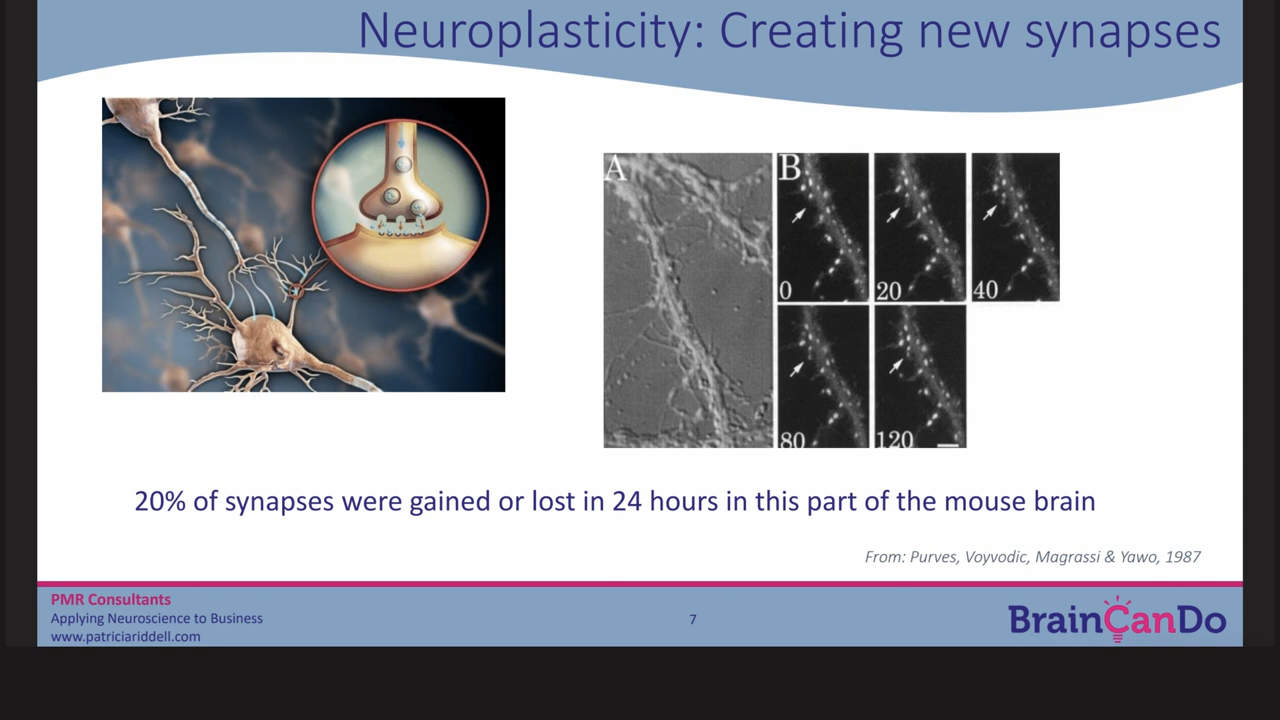 Neuroplasticity: Creating new synapses
A
B
0
20
40
80
120
20% of synapses were gained or lost in 24 hours in this part of the mouse brain
From: Purves, Voyvodic, Magrassi & Yawo, 1987
PMR Consultants
Applying Neuroscience to Business
www.patriciariddell.com
7
BrainCanDo